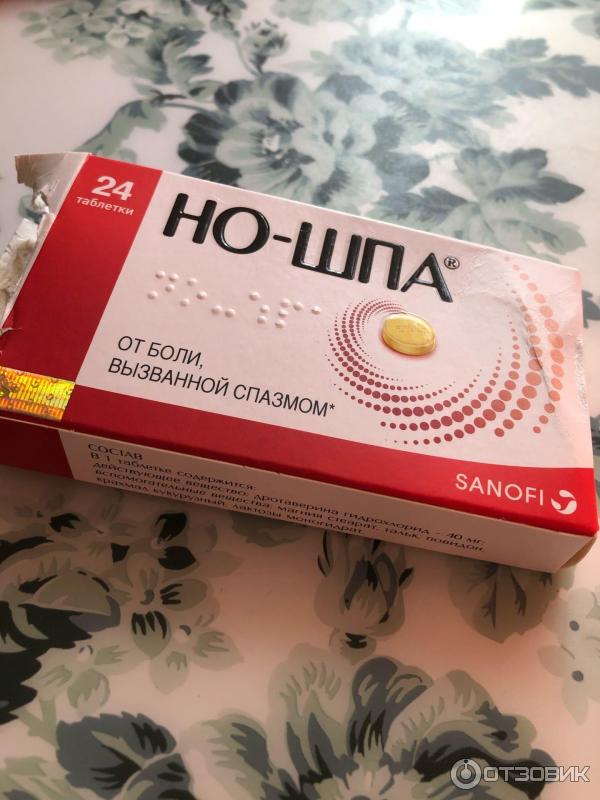 24
таблетки
НО-ШПА®
ОТ БОЛИ,
ВЫЗВАННОЙ СПАЗМОМ*
SANOFI
СОСТАВ
В 1 таблетке содержится:
действующее вещество: дротаверина гидрохлорид - 40 мг;
вспомогательные вещества: магния стеарат, тальк, повидон,
крахмал кукурузный, лактозы моногидрат.
ОТЗОВИК